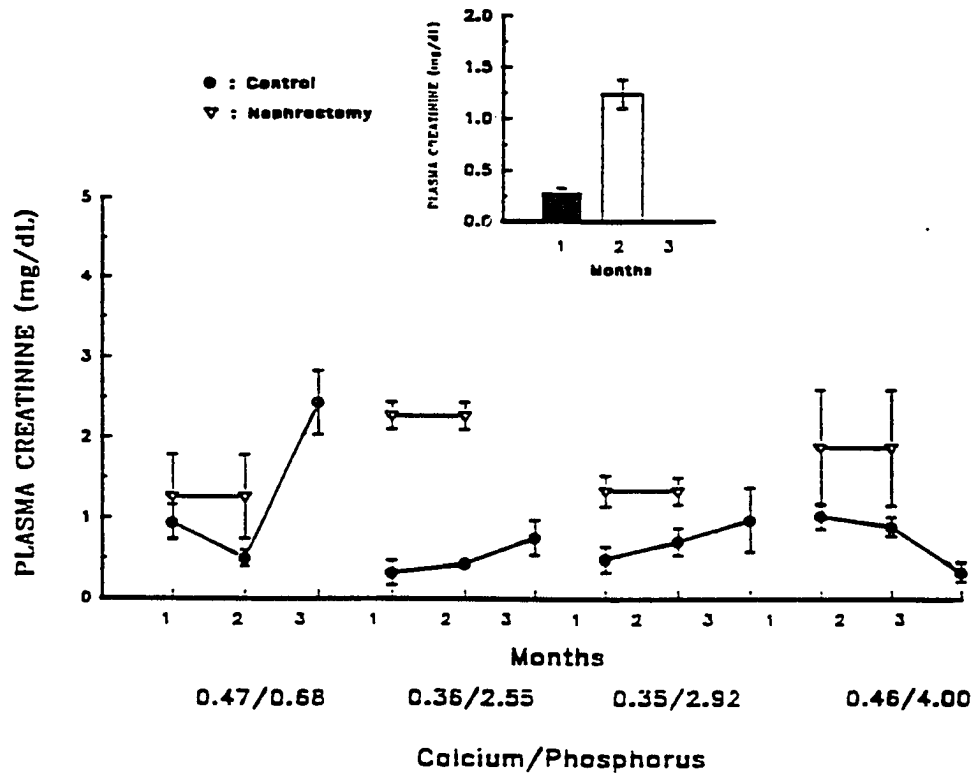 ● : Control
▽ : Nephrectomy
PLASMA CREATININE (mg/dl)
2.0
1.5
1.0
0.5
0.0
1 2 3
Months
PLASMA CREATININE (mg/dL)
5
4
3
2
1
0
1 2 3 1 2 3 1 2 3 1 2 3
Months
0.47/0.68 0.36/2.55 0.35/2.92 0.46/4.00
Calcium/Phosphorus